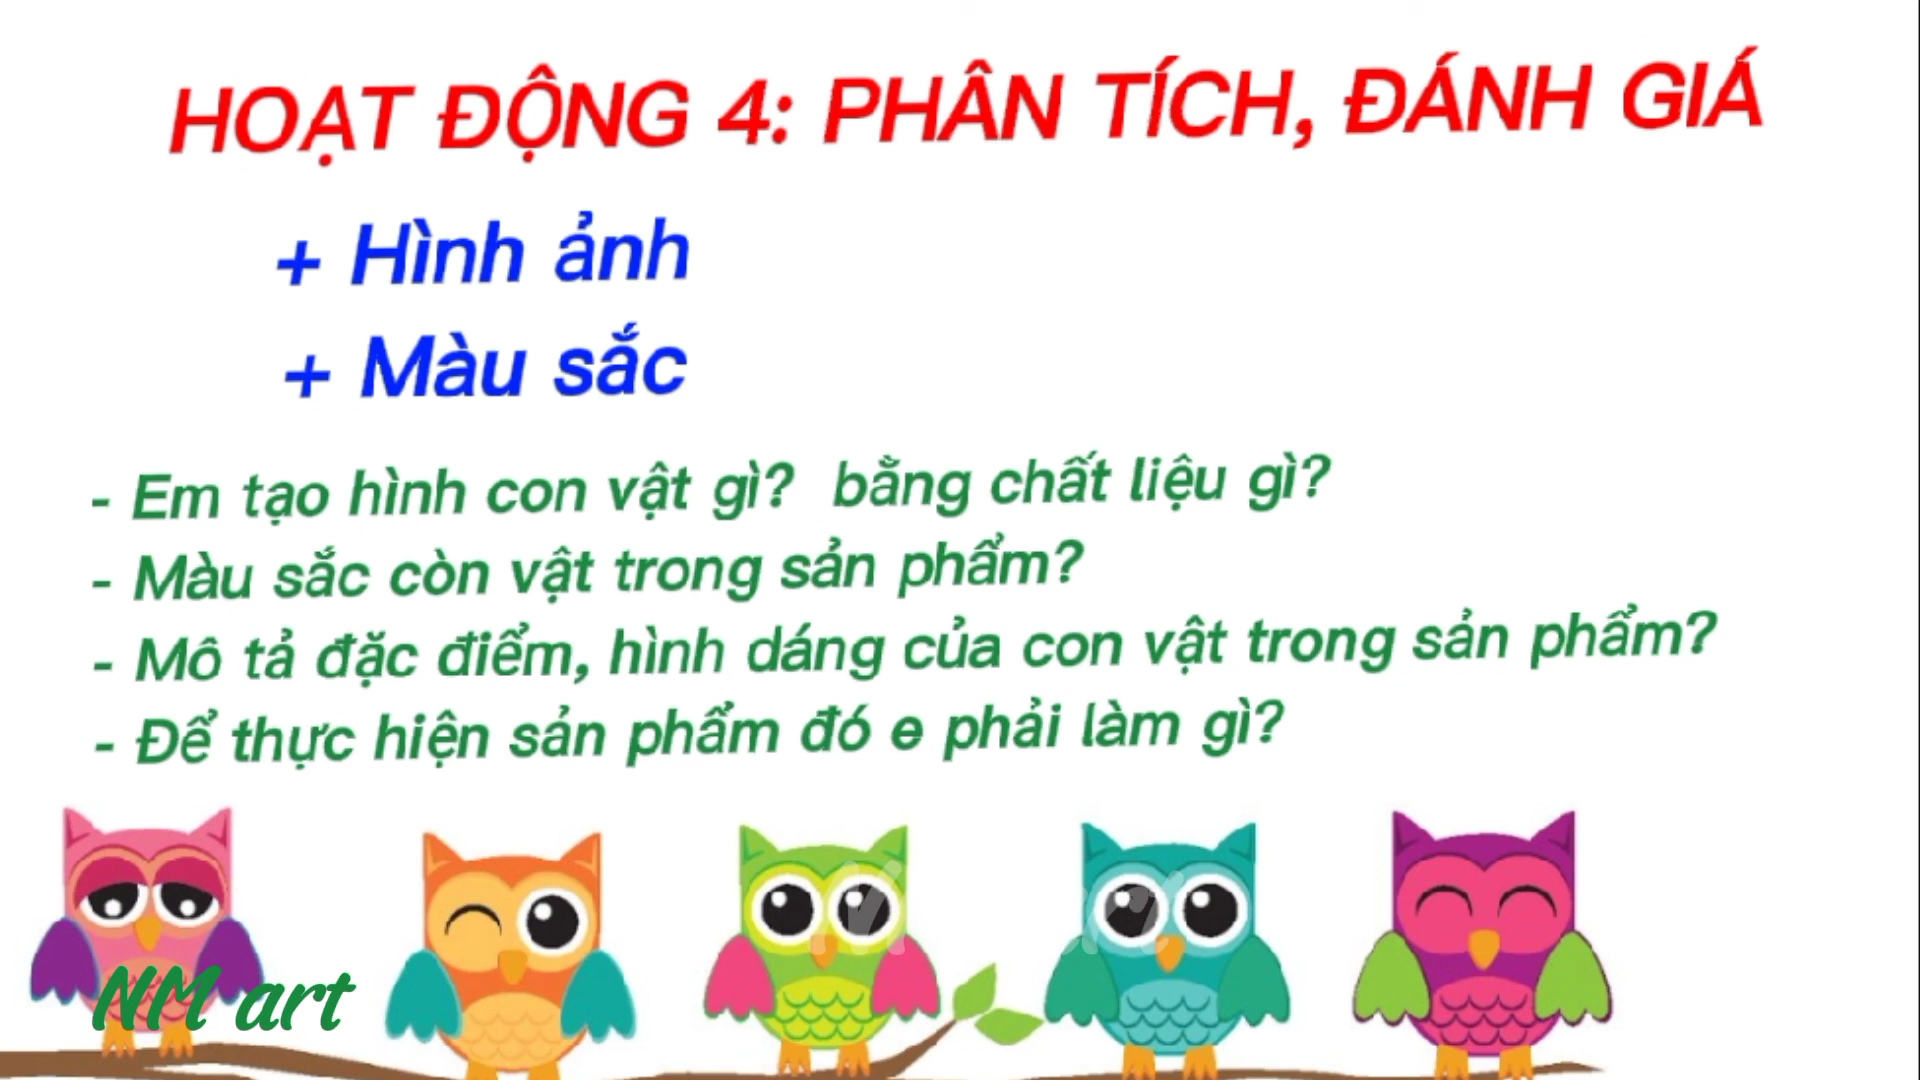 HOẠT ĐỘNG 4: PHÂN TÍCH, ĐÁNH GIÁ
+ Hình ảnh
+ Màu sắc
- Em tạo hình con vật gì? bằng chất liệu gì?
- Màu sắc còn vật trong sản phẩm?
- Mô tả đặc điểm, hình dáng của con vật trong sản phẩm?
- Để thực hiện sản phẩm đó e phải làm gì?
NM art